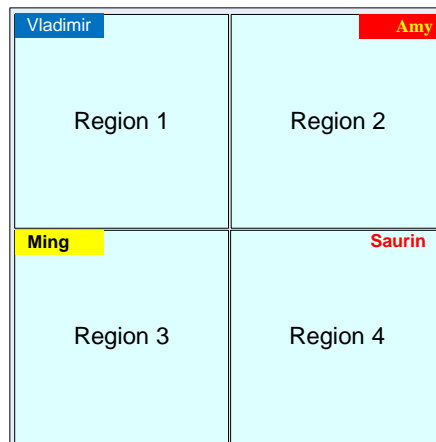 Vladimir
Amy
Region 1
Region 2
Ming
Saurin
Region 3
Region 4